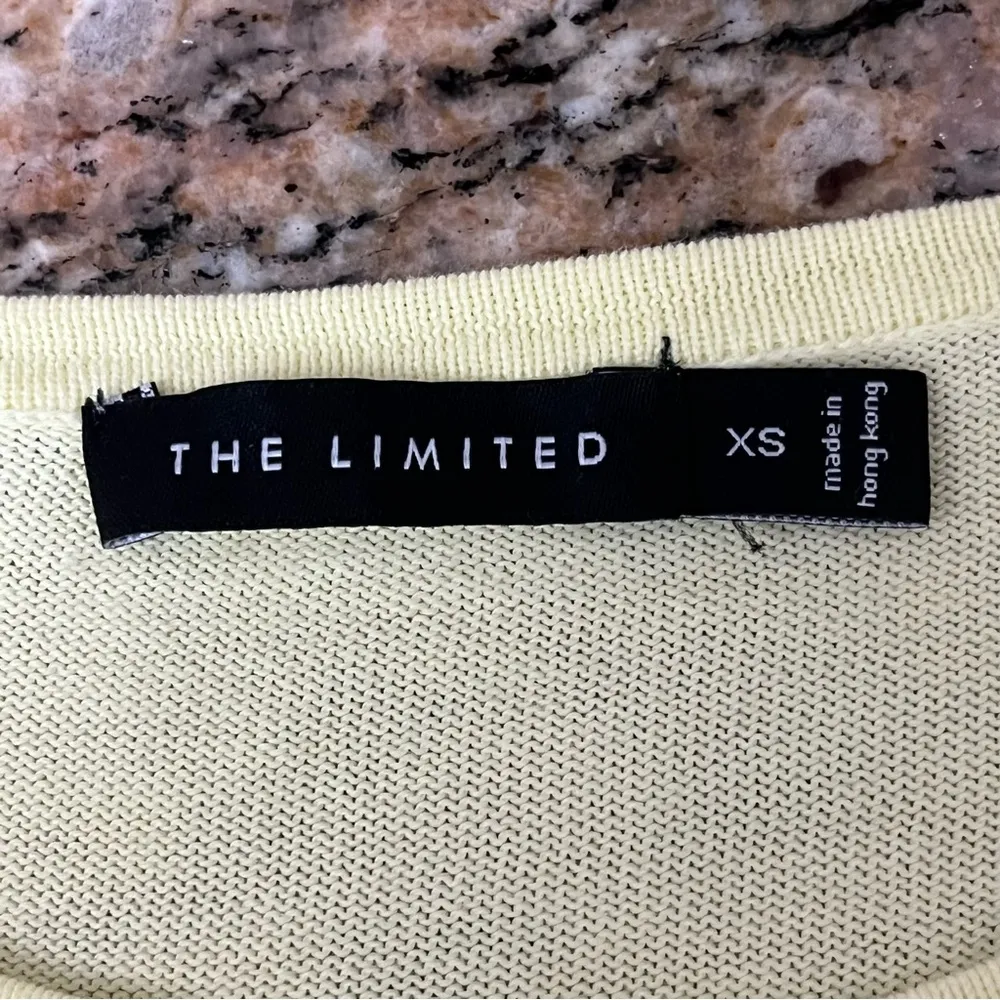 THE LIMITED
XS
made in
hong kong